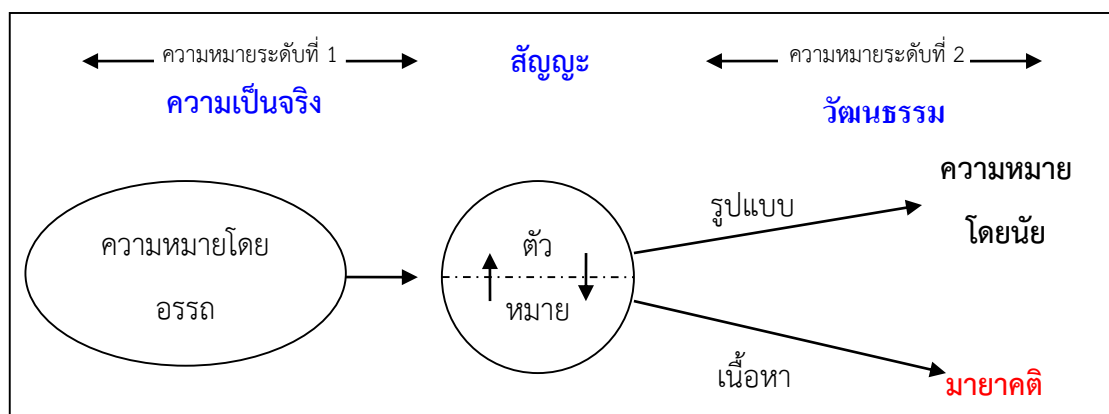 ความหมายระดับที่ 1
สัญญะ
ความหมายระดับที่ 2
ความเป็นจริง
วัฒนธรรม
ความหมาย
โดยนัย
รูปแบบ
ความหมายโดย
อรรถ
ตัว
หมาย
เนื้อหา
มายาคติ